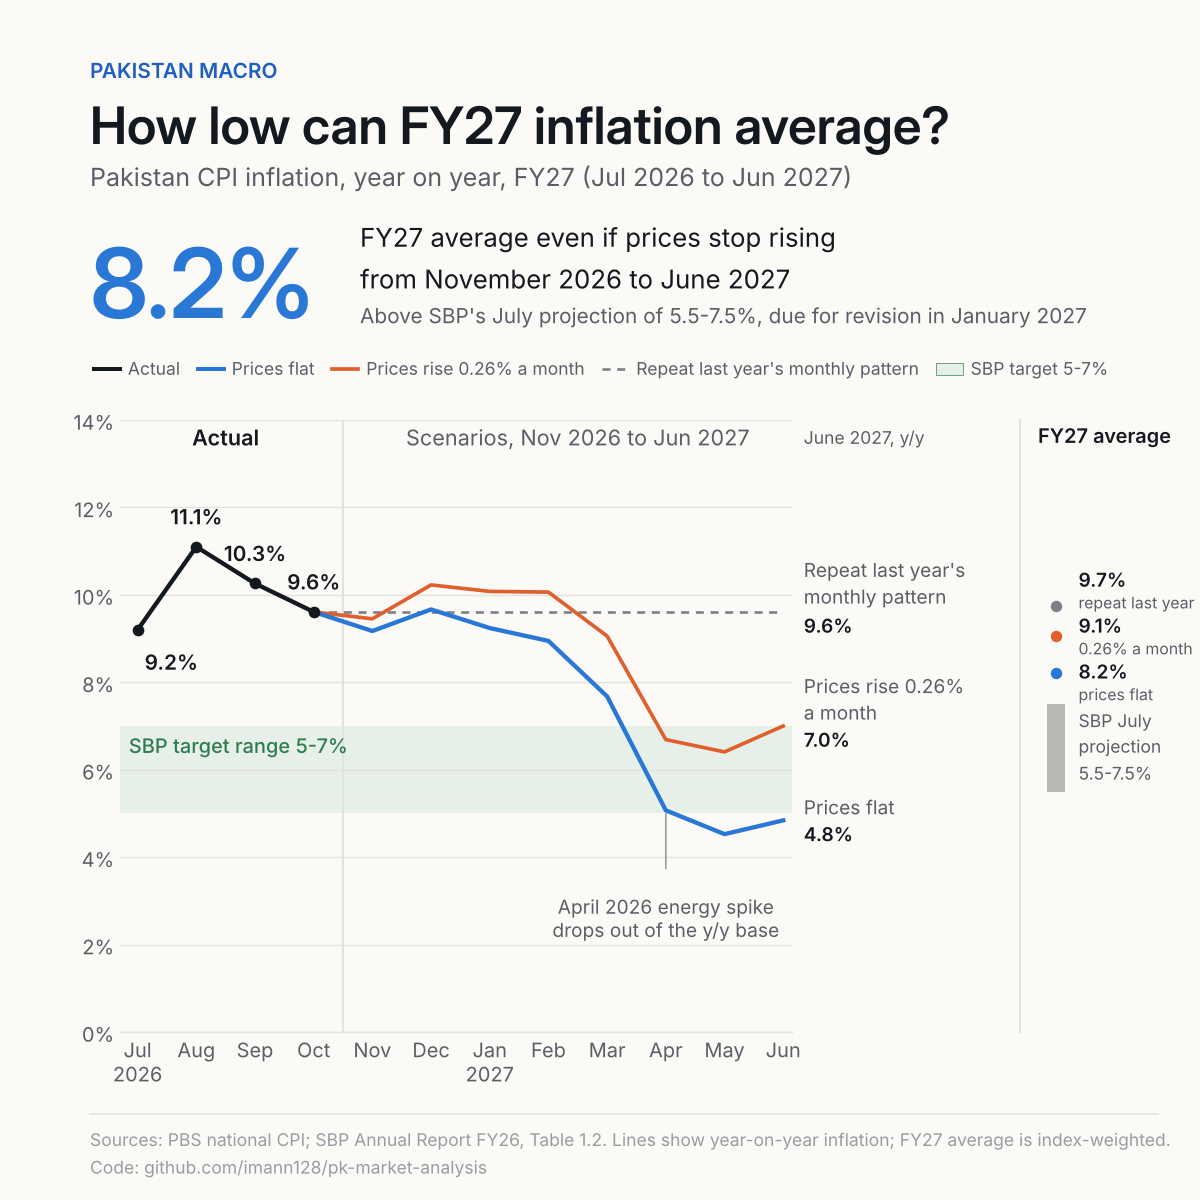 PAKISTAN MACRO
How low can FY27 inflation average?
Pakistan CPI inflation, year on year, FY27 (Jul 2026 to Jun 2027)
8.2%
FY27 average even if prices stop rising
from November 2026 to June 2027
Above SBP's July projection of 5.5-7.5%, due for revision in January 2027
Actual
Prices flat
Prices rise 0.26% a month
Repeat last year's monthly pattern
SBP target 5-7%
14%
12%
10%
8%
6%
4%
2%
0%
Actual
Scenarios, Nov 2026 to Jun 2027
June 2027, y/y
9.2%
11.1%
10.3%
9.6%
SBP target range 5-7%
April 2026 energy spike
drops out of the y/y base
Repeat last year's
monthly pattern
9.6%
Prices rise 0.26%
a month
7.0%
Prices flat
4.8%
FY27 average
9.7%
repeat last year
9.1%
0.26% a month
8.2%
prices flat
SBP July
projection
5.5-7.5%
Jul Aug Sep Oct Nov Dec Jan Feb Mar Apr May Jun
2026 2027
Sources: PBS national CPI; SBP Annual Report FY26, Table 1.2. Lines show year-on-year inflation; FY27 average is index-weighted.
Code: github.com/imann128/pk-market-analysis